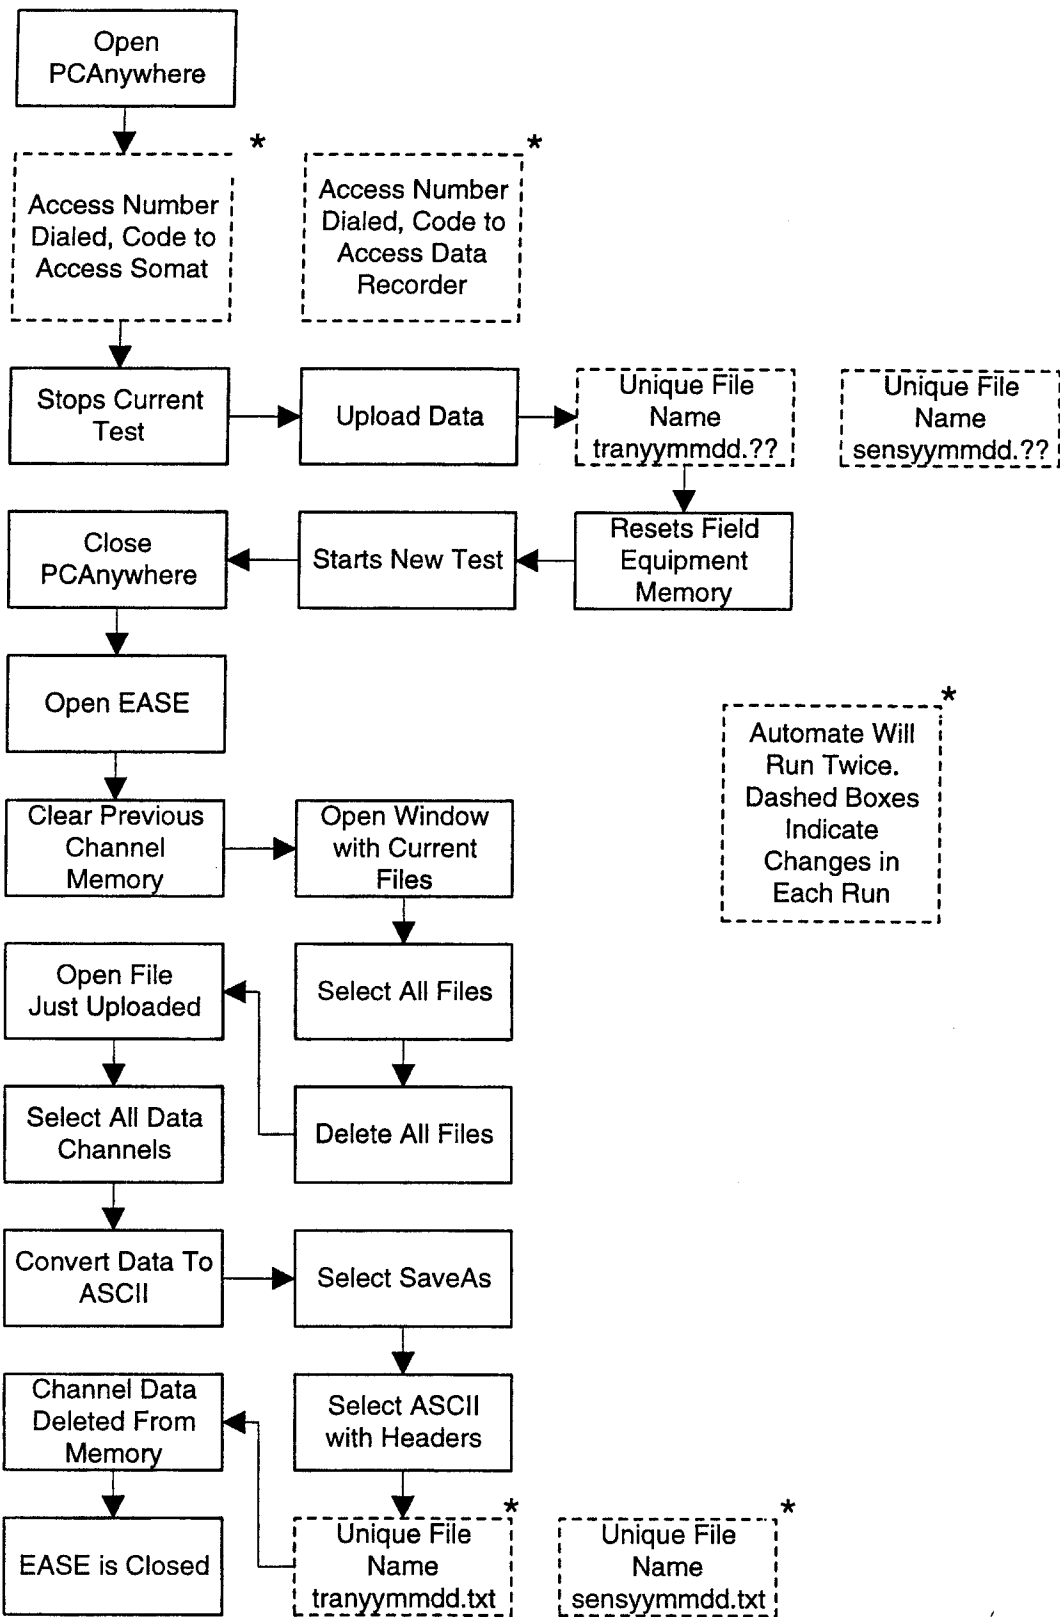 Open
PCAnywhere
*
Access Number
Dialed, Code to
Access Somat
*
Access Number
Dialed, Code to
Access Data
Recorder
Stops Current
Test
Upload Data
Unique File
Name
tranyymmdd.??
Unique File
Name
sensyymmdd.??
Close
PCAnywhere
Starts New Test
Resets Field
Equipment
Memory
Open EASE
*
Automate Will
Run Twice.
Dashed Boxes
Indicate
Changes in
Each Run
Clear Previous
Channel
Memory
Open Window
with Current
Files
Open File
Just Uploaded
Select All Files
Select All Data
Channels
Delete All Files
Convert Data To
ASCII
Select SaveAs
Channel Data
Deleted From
Memory
Select ASCII
with Headers
EASE is Closed
*
Unique File
Name
tranyymmdd.txt
*
Unique File
Name
sensyymmdd.txt